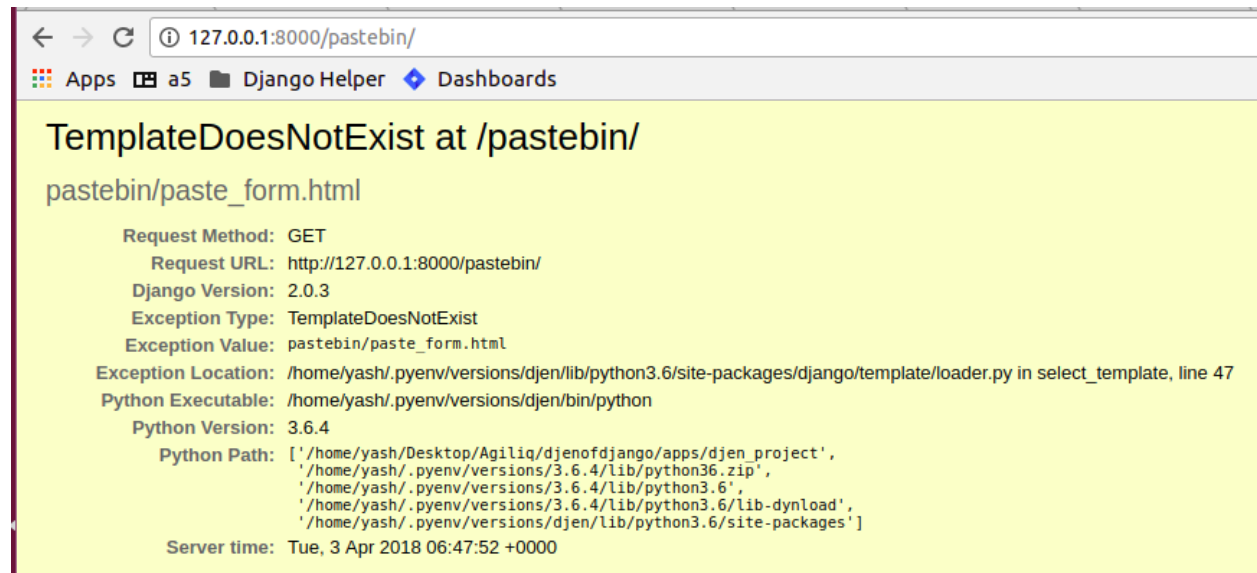 127.0.0.1:8000/pastebin/
Apps a5 Django Helper Dashboards
TemplateDoesNotExist at /pastebin/
pastebin/paste_form.html
Request Method: GET
Request URL: http://127.0.0.1:8000/pastebin/
Django Version: 2.0.3
Exception Type: TemplateDoesNotExist
Exception Value: pastebin/paste_form.html
Exception Location: /home/yash/.pyenv/versions/djen/lib/python3.6/site-packages/django/template/loader.py in select_template, line 47
Python Executable: /home/yash/.pyenv/versions/djen/bin/python
Python Version: 3.6.4
Python Path: ['/home/yash/Desktop/Agiliq/djenofdjango/apps/djen_project',
'/home/yash/.pyenv/versions/3.6.4/lib/python36.zip',
'/home/yash/.pyenv/versions/3.6.4/lib/python3.6',
'/home/yash/.pyenv/versions/3.6.4/lib/python3.6/lib-dynload',
'/home/yash/.pyenv/versions/djen/lib/python3.6/site-packages']
Server time: Tue, 3 Apr 2018 06:47:52 +0000